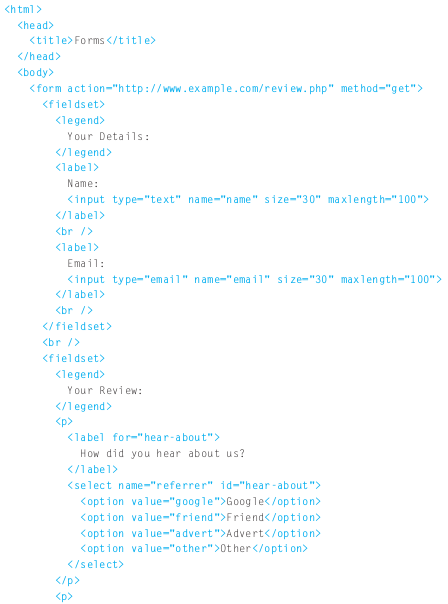 <html>
<head>
<title>Forms</title>
</head>
<body>
<form action="http://www.example.com/review.php" method="get">
<fieldset>
<legend>
Your Details:
</legend>
<label>
Name:
<input type="text" name="name" size="30" maxlength="100">
</label>
<br />
<label>
Email:
<input type="email" name="email" size="30" maxlength="100">
</label>
<br />
</fieldset>
<br />
<fieldset>
<legend>
Your Review:
</legend>
<p>
<label for="hear-about">
How did you hear about us?
</label>
<select name="referrer" id="hear-about">
<option value="google">Google</option>
<option value="friend">Friend</option>
<option value="advert">Advert</option>
<option value="other">Other</option>
</select>
</p>
<p>